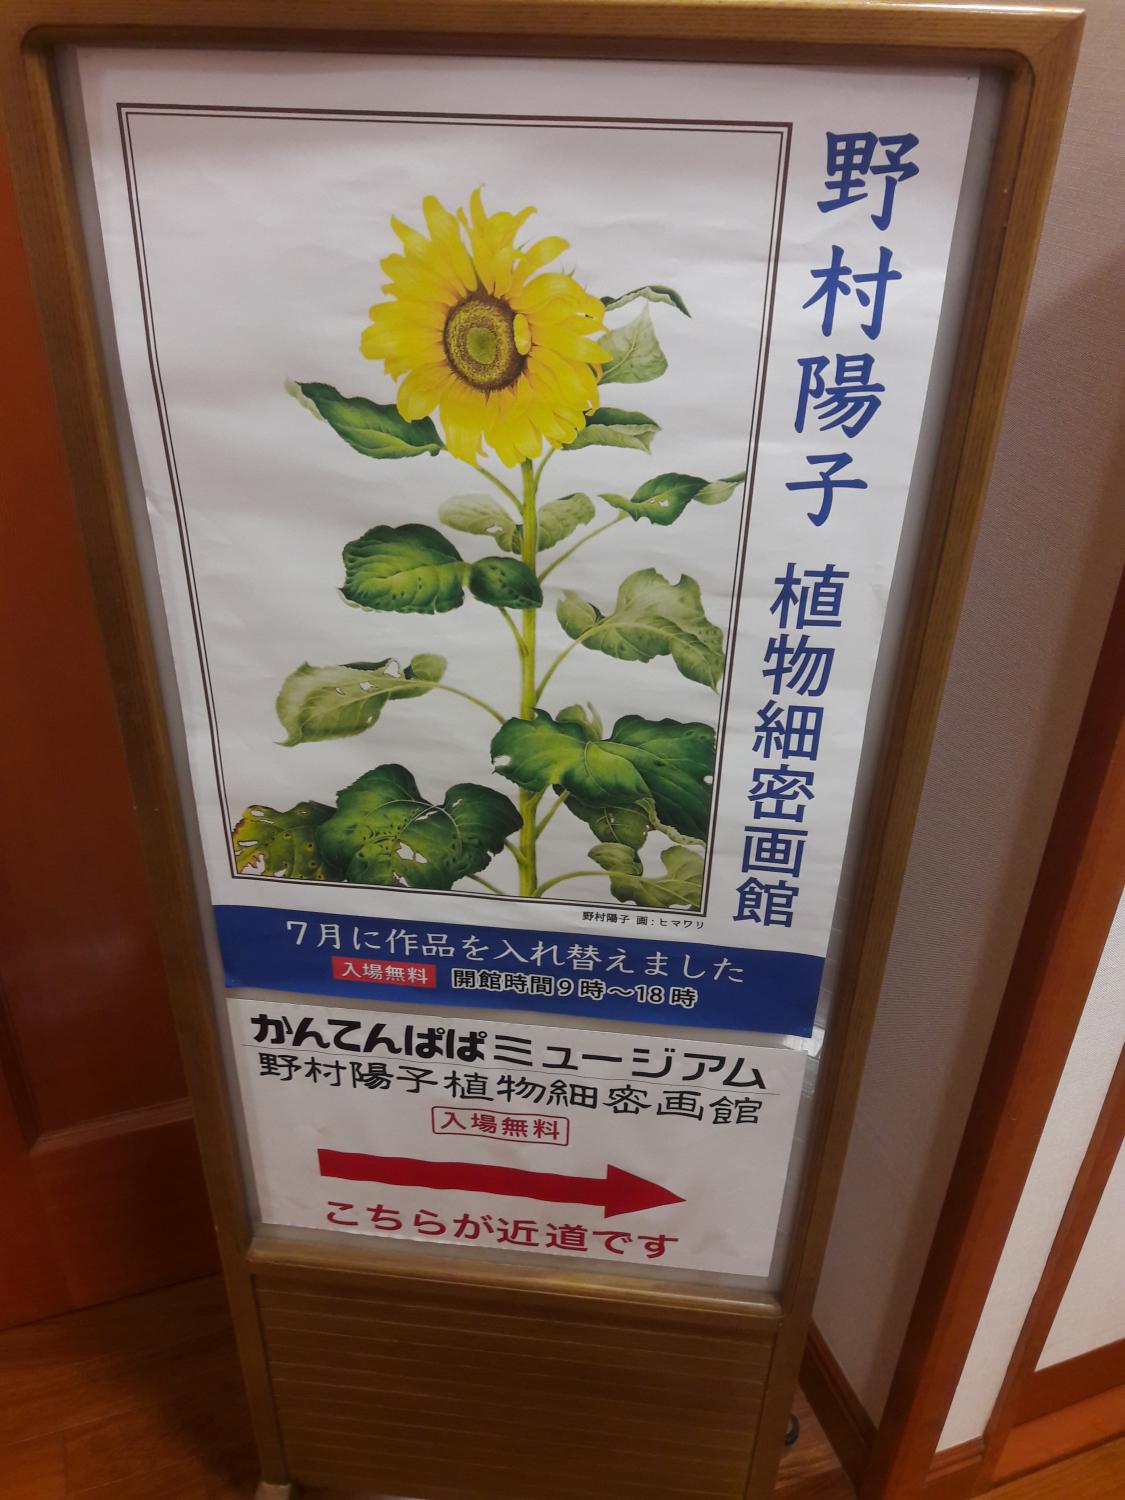 野村陽子 植物細密画館
野村陽子 画：ヒマワリ
7月に作品を入れ替えました
入場無料 開館時間9時〜18時
かんてんぱぱミュージアム
野村陽子植物細密画館
入場無料
こちらが近道です